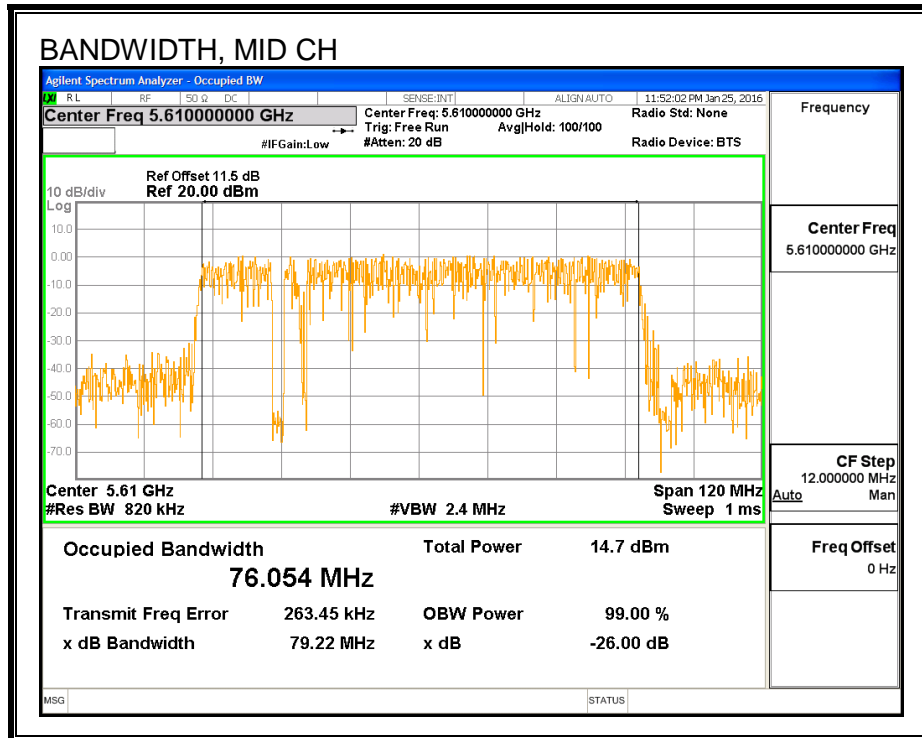 BANDWIDTH, MID CH
Agilent Spectrum Analyzer - Occupied BW
LXI RL RF 50 Ω DC SENSE:INT ALIGN AUTO 11:52:02 PM Jan 25, 2016
Center Freq 5.610000000 GHz
Center Freq: 5.610000000 GHz Radio Std: None
Trig: Free Run Avg|Hold: 100/100
#IFGain:Low #Atten: 20 dB Radio Device: BTS
Frequency
Ref Offset 11.5 dB
10 dB/div Ref 20.00 dBm
Log
10.0
0.00
-10.0
-20.0
-30.0
-40.0
-50.0
-60.0
-70.0
Center 5.61 GHz Span 120 MHz
#Res BW 820 kHz #VBW 2.4 MHz Sweep 1 ms
Center Freq
5.610000000 GHz
CF Step
12.000000 MHz
Auto Man
Freq Offset
0 Hz
Occupied Bandwidth Total Power 14.7 dBm
76.054 MHz
Transmit Freq Error 263.45 kHz OBW Power 99.00 %
x dB Bandwidth 79.22 MHz x dB -26.00 dB
MSG STATUS